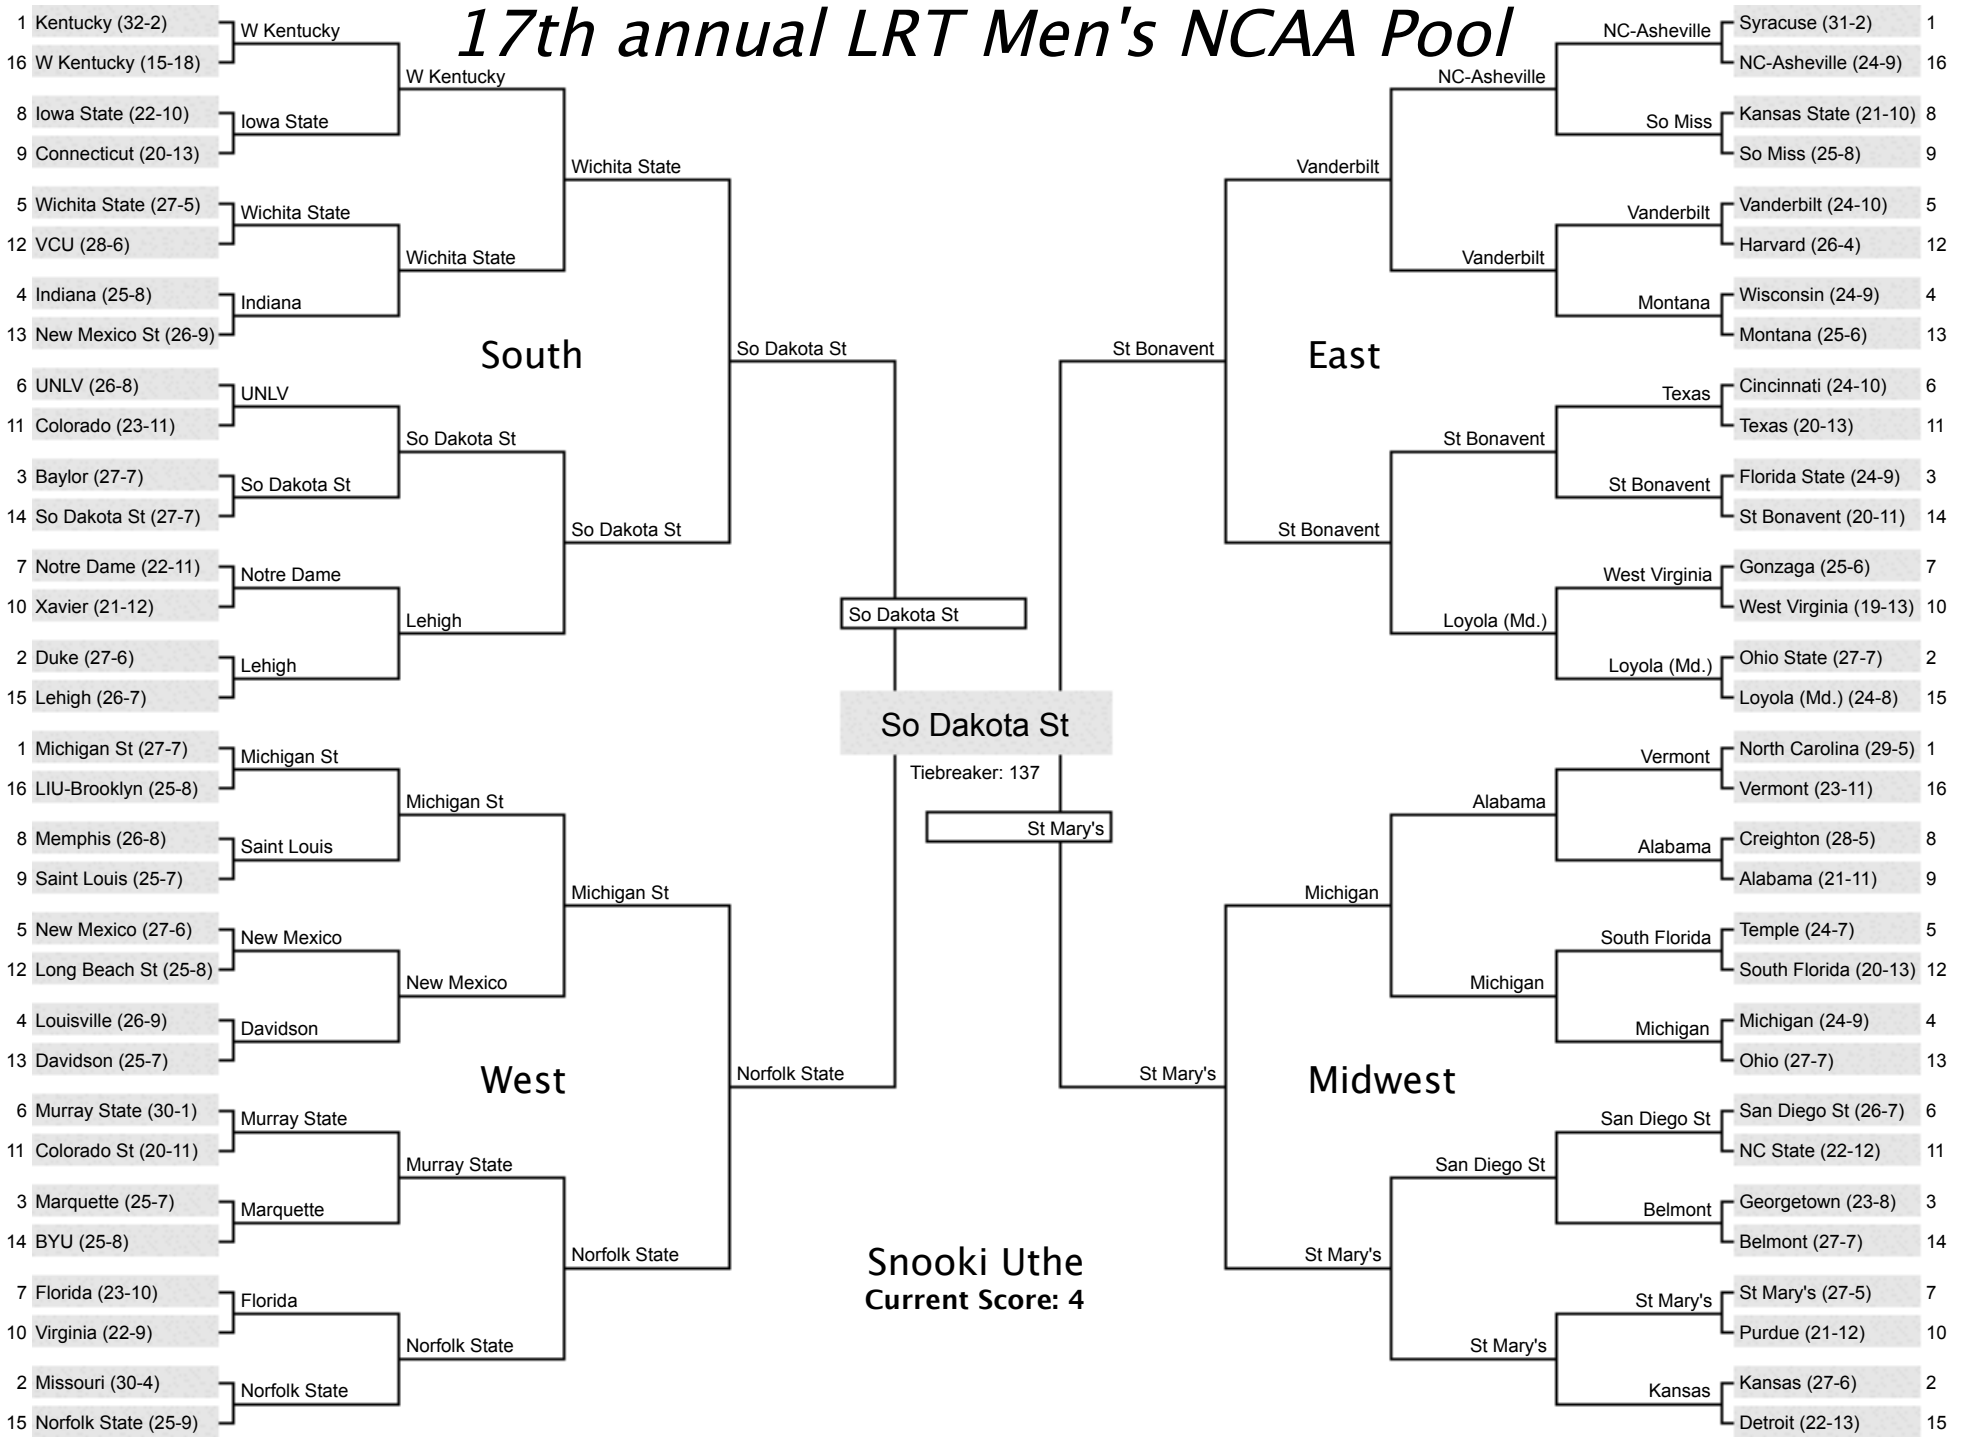 17th annual LRT Men's NCAA Pool
1 Kentucky (32-2)
16 W Kentucky (15-18)
8 Iowa State (22-10)
9 Connecticut (20-13)
5 Wichita State (27-5)
12 VCU (28-6)
4 Indiana (25-8)
13 New Mexico St (26-9)
6 UNLV (26-8)
11 Colorado (23-11)
3 Baylor (27-7)
14 So Dakota St (27-7)
7 Notre Dame (22-11)
10 Xavier (21-12)
2 Duke (27-6)
15 Lehigh (26-7)
W Kentucky
Iowa State
Wichita State
Indiana
UNLV
So Dakota St
Notre Dame
Lehigh
W Kentucky
Wichita State
So Dakota St
Lehigh
Wichita State
So Dakota St
So Dakota St
South
1 Michigan St (27-7)
16 LIU-Brooklyn (25-8)
8 Memphis (26-8)
9 Saint Louis (25-7)
5 New Mexico (27-6)
12 Long Beach St (25-8)
4 Louisville (26-9)
13 Davidson (25-7)
6 Murray State (30-1)
11 Colorado St (20-11)
3 Marquette (25-7)
14 BYU (25-8)
7 Florida (23-10)
10 Virginia (22-9)
2 Missouri (30-4)
15 Norfolk State (25-9)
Michigan St
Saint Louis
New Mexico
Davidson
Murray State
Marquette
Florida
Norfolk State
Michigan St
New Mexico
Murray State
Norfolk State
Michigan St
Norfolk State
Norfolk State
West
So Dakota St
So Dakota St
Tiebreaker: 137
St Mary's
Snooki Uthe
Current Score: 4
Syracuse (31-2) 1
NC-Asheville (24-9) 16
Kansas State (21-10) 8
So Miss (25-8) 9
Vanderbilt (24-10) 5
Harvard (26-4) 12
Wisconsin (24-9) 4
Montana (25-6) 13
Cincinnati (24-10) 6
Texas (20-13) 11
Florida State (24-9) 3
St Bonavent (20-11) 14
Gonzaga (25-6) 7
West Virginia (19-13) 10
Ohio State (27-7) 2
Loyola (Md.) (24-8) 15
NC-Asheville
So Miss
Vanderbilt
Montana
Texas
St Bonavent
West Virginia
Loyola (Md.)
NC-Asheville
Vanderbilt
St Bonavent
Loyola (Md.)
Vanderbilt
St Bonavent
St Bonavent
East
North Carolina (29-5) 1
Vermont (23-11) 16
Creighton (28-5) 8
Alabama (21-11) 9
Temple (24-7) 5
South Florida (20-13) 12
Michigan (24-9) 4
Ohio (27-7) 13
San Diego St (26-7) 6
NC State (22-12) 11
Georgetown (23-8) 3
Belmont (27-7) 14
St Mary's (27-5) 7
Purdue (21-12) 10
Kansas (27-6) 2
Detroit (22-13) 15
Vermont
Alabama
South Florida
Michigan
San Diego St
Belmont
St Mary's
Kansas
Alabama
Michigan
San Diego St
St Mary's
Michigan
St Mary's
St Mary's
Midwest